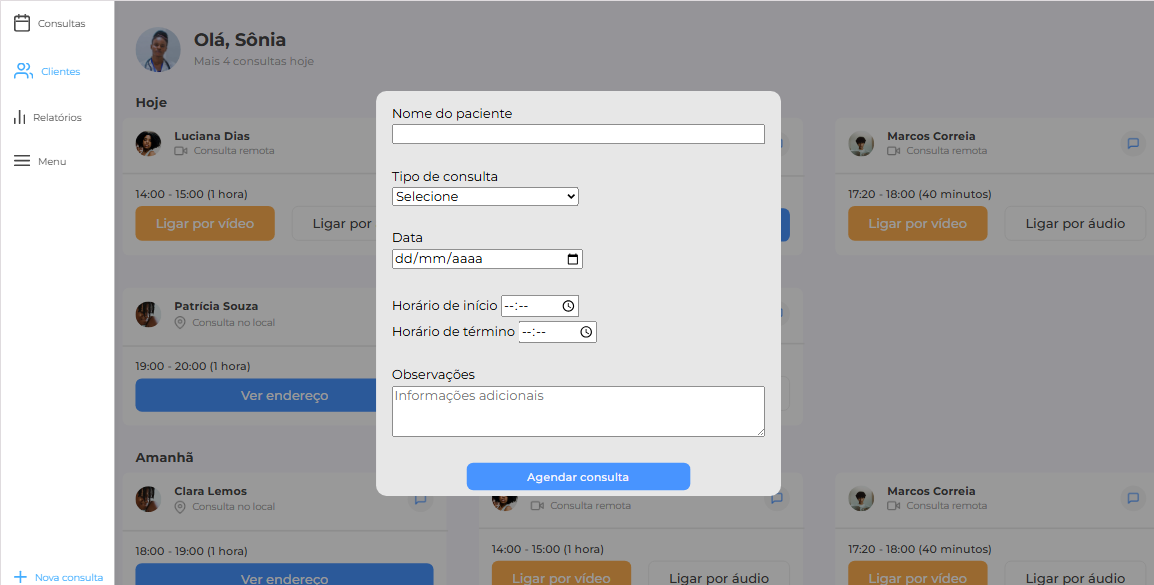 Consultas
Clientes
Relatórios
Menu
Nova consulta
Olá, Sônia
Mais 4 consultas hoje
Hoje
Luciana Dias
Consulta remota
14:00 - 15:00 (1 hora)
Ligar por vídeo
Ligar por
Marcos Correia
Consulta remota
17:20 - 18:00 (40 minutos)
Ligar por vídeo
Ligar por áudio
Patrícia Souza
Consulta no local
19:00 - 20:00 (1 hora)
Ver endereço
Nome do paciente
Tipo de consulta
Selecione
Data
dd/mm/aaaa
Horário de início --:--
Horário de término --:--
Observações
Informações adicionais
Agendar consulta
Amanhã
Clara Lemos
Consulta no local
18:00 - 19:00 (1 hora)
Ver endereço
Consulta remota
14:00 - 15:00 (1 hora)
Ligar por vídeo
Ligar por áudio
Marcos Correia
Consulta remota
17:20 - 18:00 (40 minutos)
Ligar por vídeo
Ligar por áudio